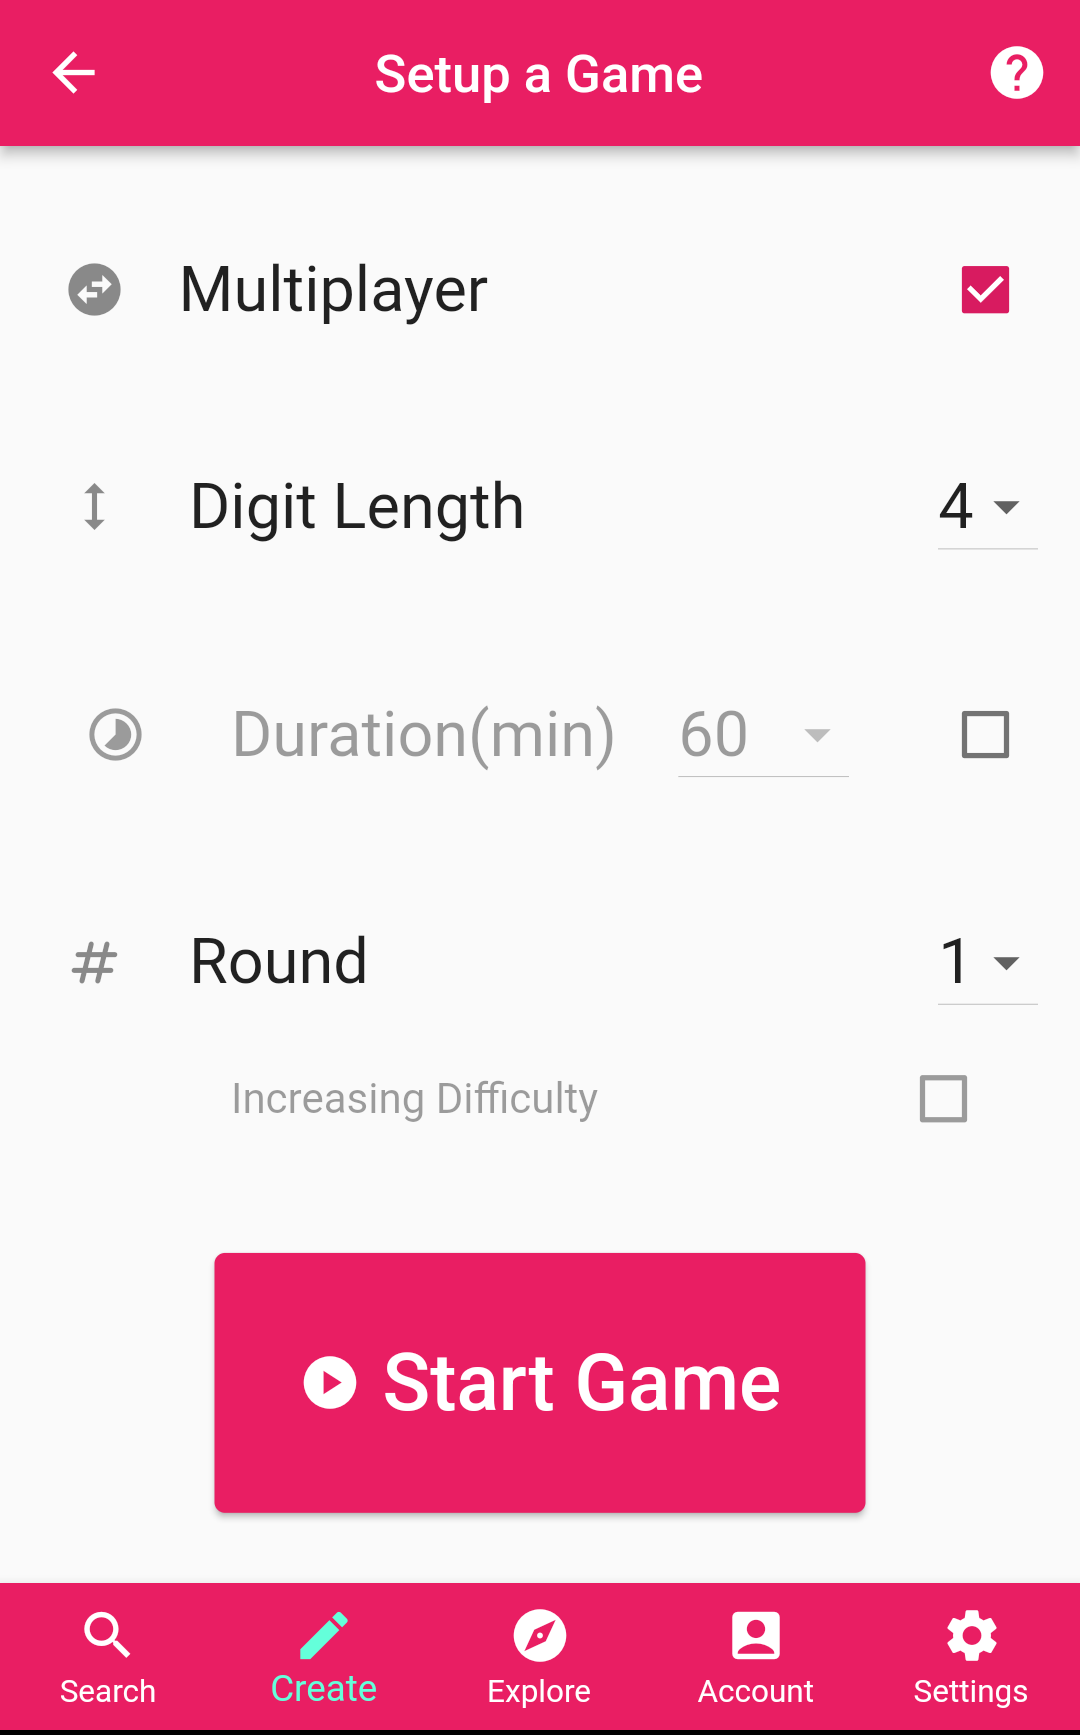 Setup a Game
Multiplayer
Digit Length 4
Duration(min) 60
# Round 1
Increasing Difficulty
Start Game
Search Create Explore Account Settings